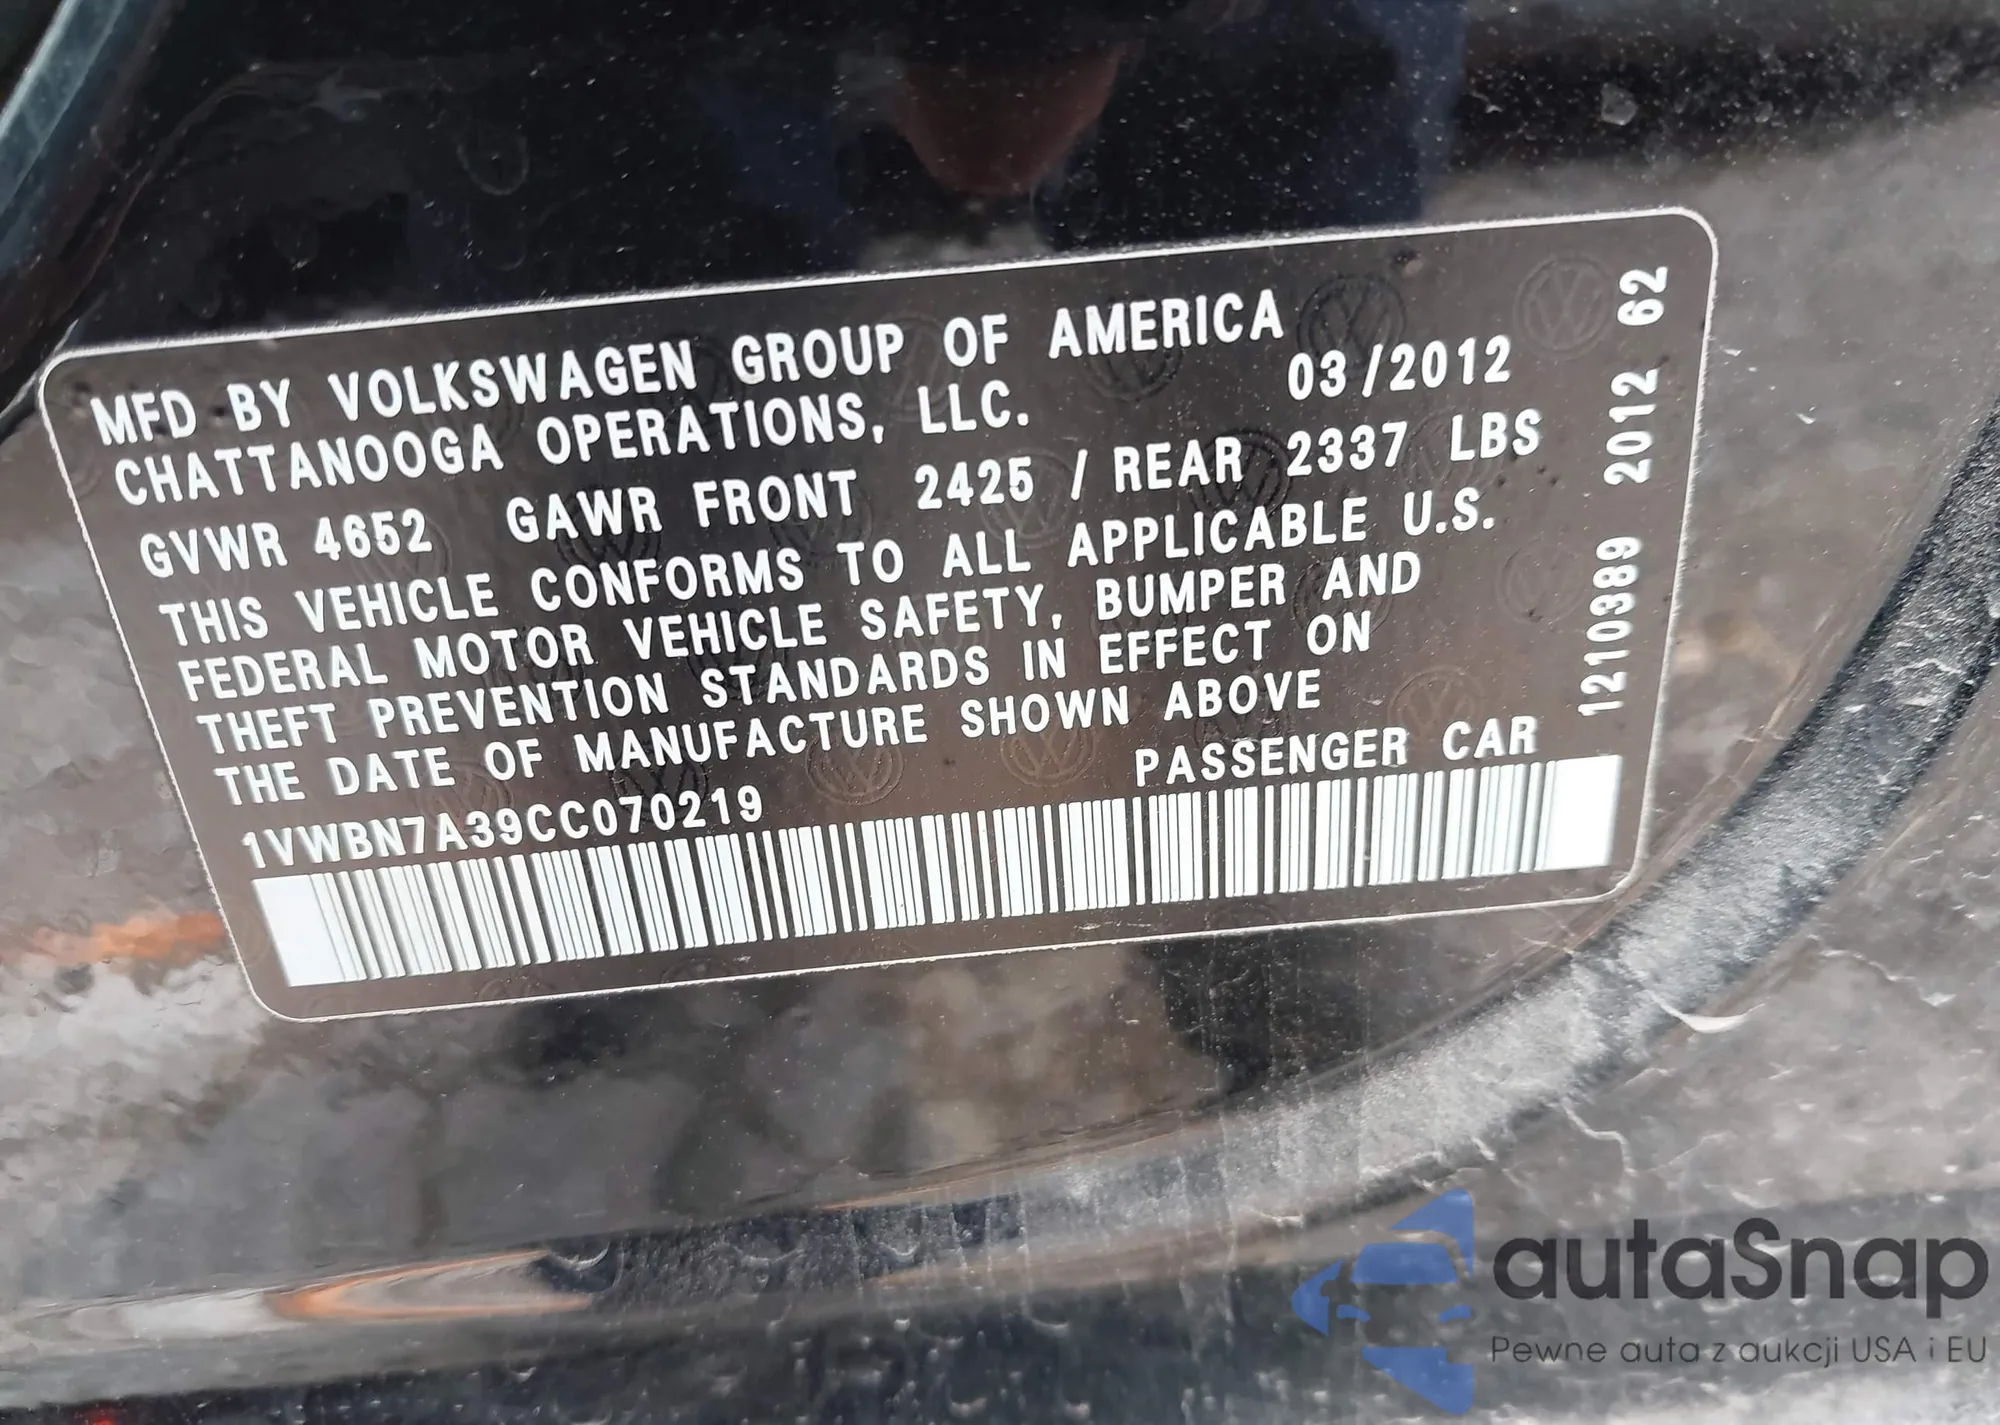 MFD BY VOLKSWAGEN GROUP OF AMERICA
CHATTANOOGA OPERATIONS, LLC. 03/2012
GVWR 4652 GAWR FRONT 2425 / REAR 2337 LBS
THIS VEHICLE CONFORMS TO ALL APPLICABLE U.S.
FEDERAL MOTOR VEHICLE SAFETY, BUMPER AND
THEFT PREVENTION STANDARDS IN EFFECT ON
THE DATE OF MANUFACTURE SHOWN ABOVE
PASSENGER CAR
1VWBN7A39CC070219
1210389 2012 62
autaSnap
Pewne auta z aukcji USA i EU